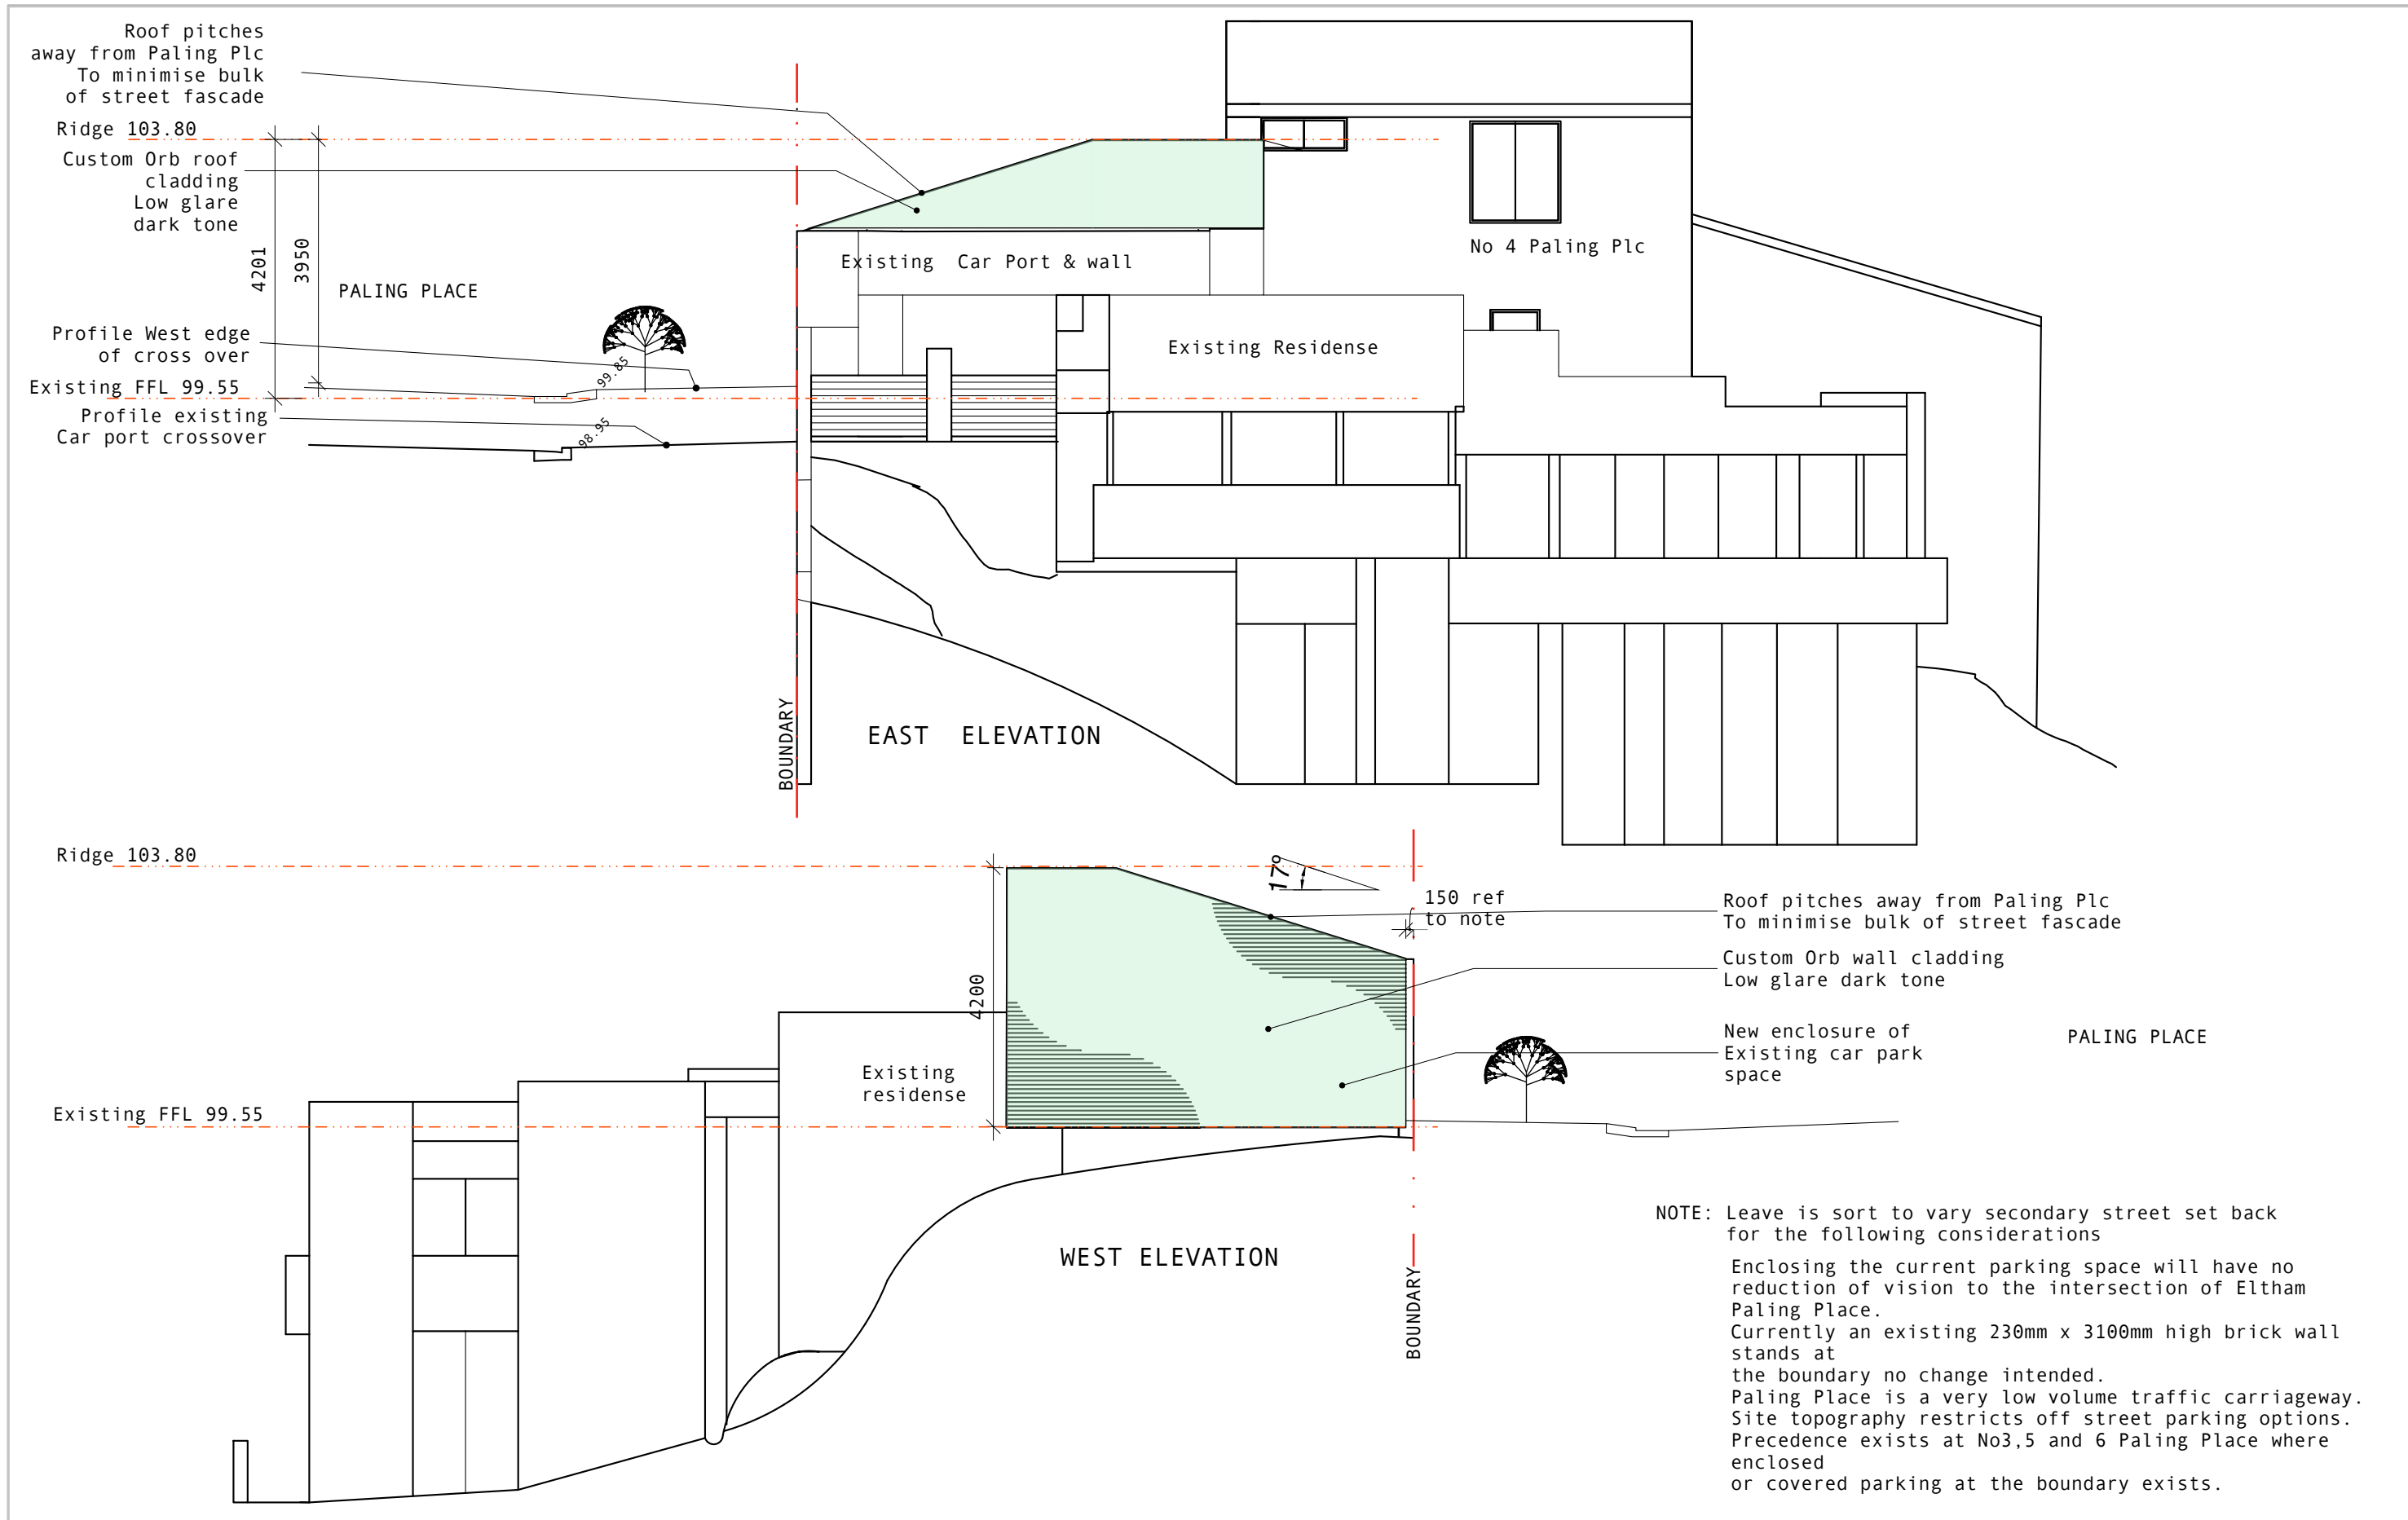 Roof pitches
away from Paling Plc
To minimise bulk
of street fascade
Ridge 103.80
Custom Orb roof
cladding
Low glare
dark tone
4201
3950
PALING PLACE
Profile West edge
of cross over
99.85
Existing FFL 99.55
Profile existing
Car port crossover
98.95
Existing Car Port & wall
No 4 Paling Plc
Existing Residense
BOUNDARY
EAST ELEVATION
Ridge 103.80
17º
150 ref
to note
Roof pitches away from Paling Plc
To minimise bulk of street fascade
Custom Orb wall cladding
Low glare dark tone
4200
New enclosure of
Existing car park
space
PALING PLACE
Existing
residense
Existing FFL 99.55
WEST ELEVATION
BOUNDARY
NOTE: Leave is sort to vary secondary street set back
for the following considerations
Enclosing the current parking space will have no
reduction of vision to the intersection of Eltham
Paling Place.
Currently an existing 230mm x 3100mm high brick wall
stands at
the boundary no change intended.
Paling Place is a very low volume traffic carriageway.
Site topography restricts off street parking options.
Precedence exists at No3,5 and 6 Paling Place where
enclosed
or covered parking at the boundary exists.